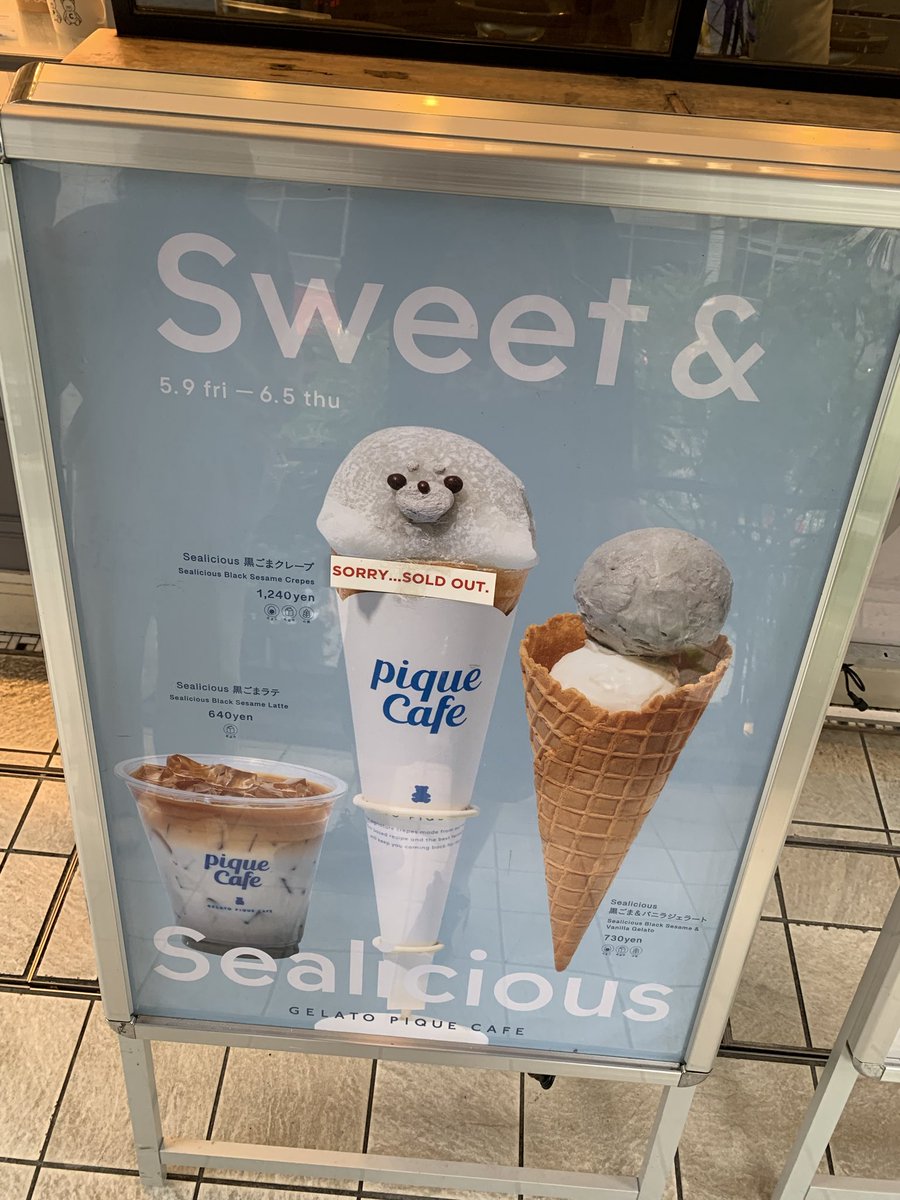 Sweet &
5.9 fri — 6.5 thu
Sealicious 黒ごまクレープ
Sealicious Black Sesame Crepes
1,240yen
SORRY...SOLD OUT.
pique
Cafe
Sealicious 黒ごまラテ
Sealicious Black Sesame Latte
640yen
pique
Cafe
GELATO PIQUE CAFE
Sealicious
黒ごま&バニラジェラート
Sealicious Black Sesame &
Vanilla Gelato
730yen
Sealicious
GELATO PIQUE CAFE